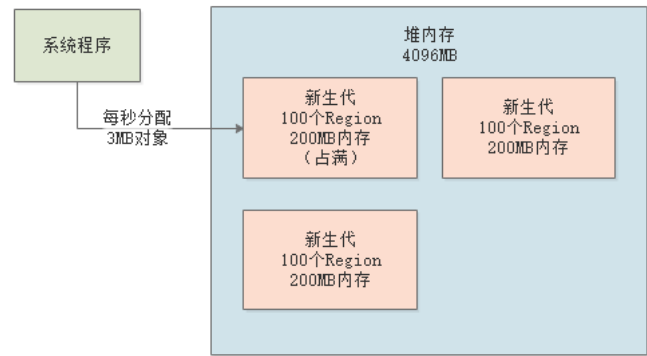 系统程序
堆内存
4096MB
每秒分配
3MB对象
新生代
100个Region
200MB内存
（占满）
新生代
100个Region
200MB内存
新生代
100个Region
200MB内存